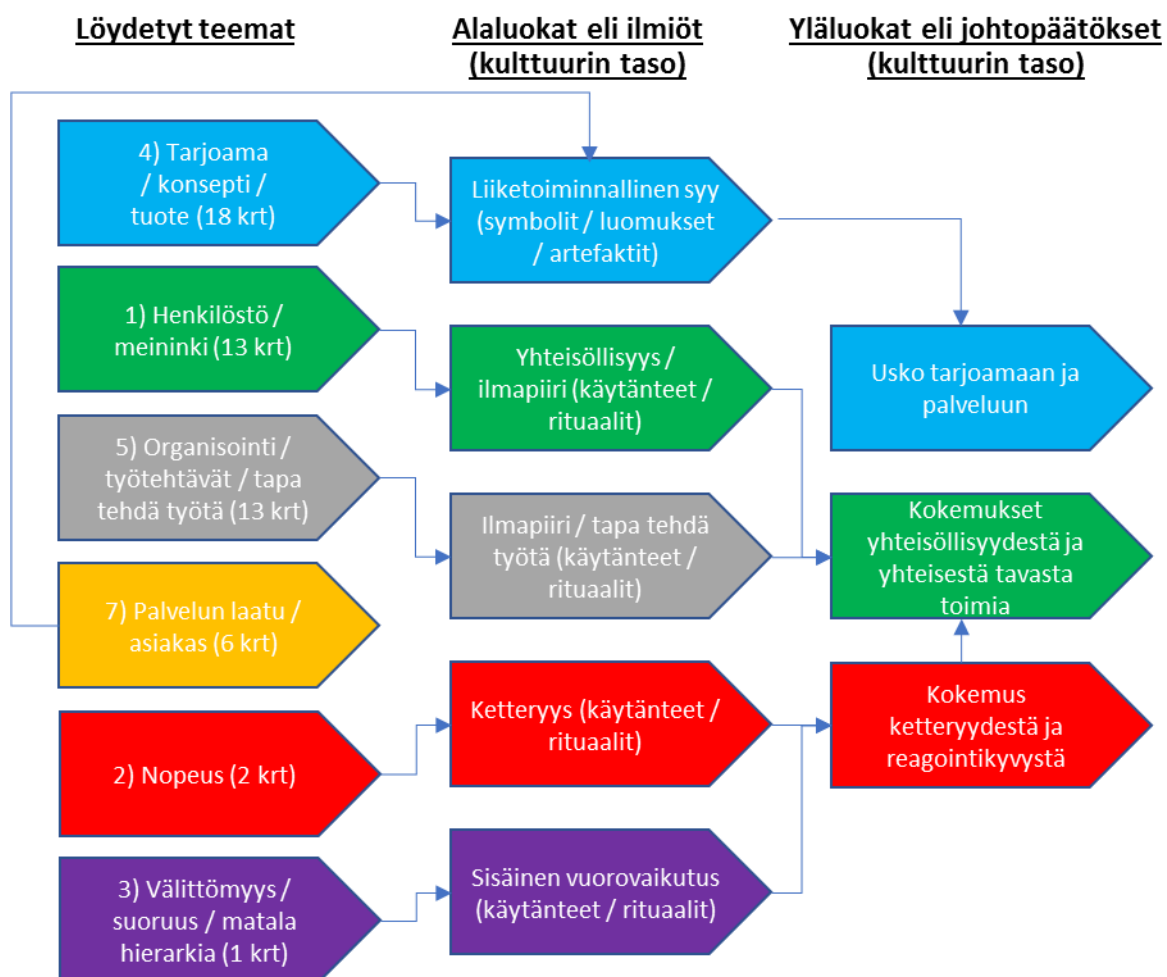 Löydetyt teemat
Alaluokat eli ilmiöt
(kulttuurin taso)
Yläluokat eli johtopäätökset
(kulttuurin taso)
4) Tarjoama
/ konsepti /
tuote (18 krt)
1) Henkilöstö /
meininki (13 krt)
5) Organisointi /
työtehtävät / tapa
tehdä työtä (13 krt)
7) Palvelun laatu /
asiakas (6 krt)
2) Nopeus (2 krt)
3) Välittömyys /
suoruus / matala
hierarkia (1 krt)
Liiketoiminnallinen syy
(symbolit / luomukset
/ artefaktit)
Yhteisöllisyys /
ilmapiiri (käytänteet /
rituaalit)
Ilmapiiri / tapa tehdä
työtä (käytänteet /
rituaalit)
Ketteryys (käytänteet /
rituaalit)
Sisäinen vuorovaikutus
(käytänteet / rituaalit)
Usko tarjoamaan ja
palveluun
Kokemukset
yhteisöllisyydestä ja
yhteisestä tavasta
toimia
Kokemus
ketteryydestä ja
reagointikyvystä